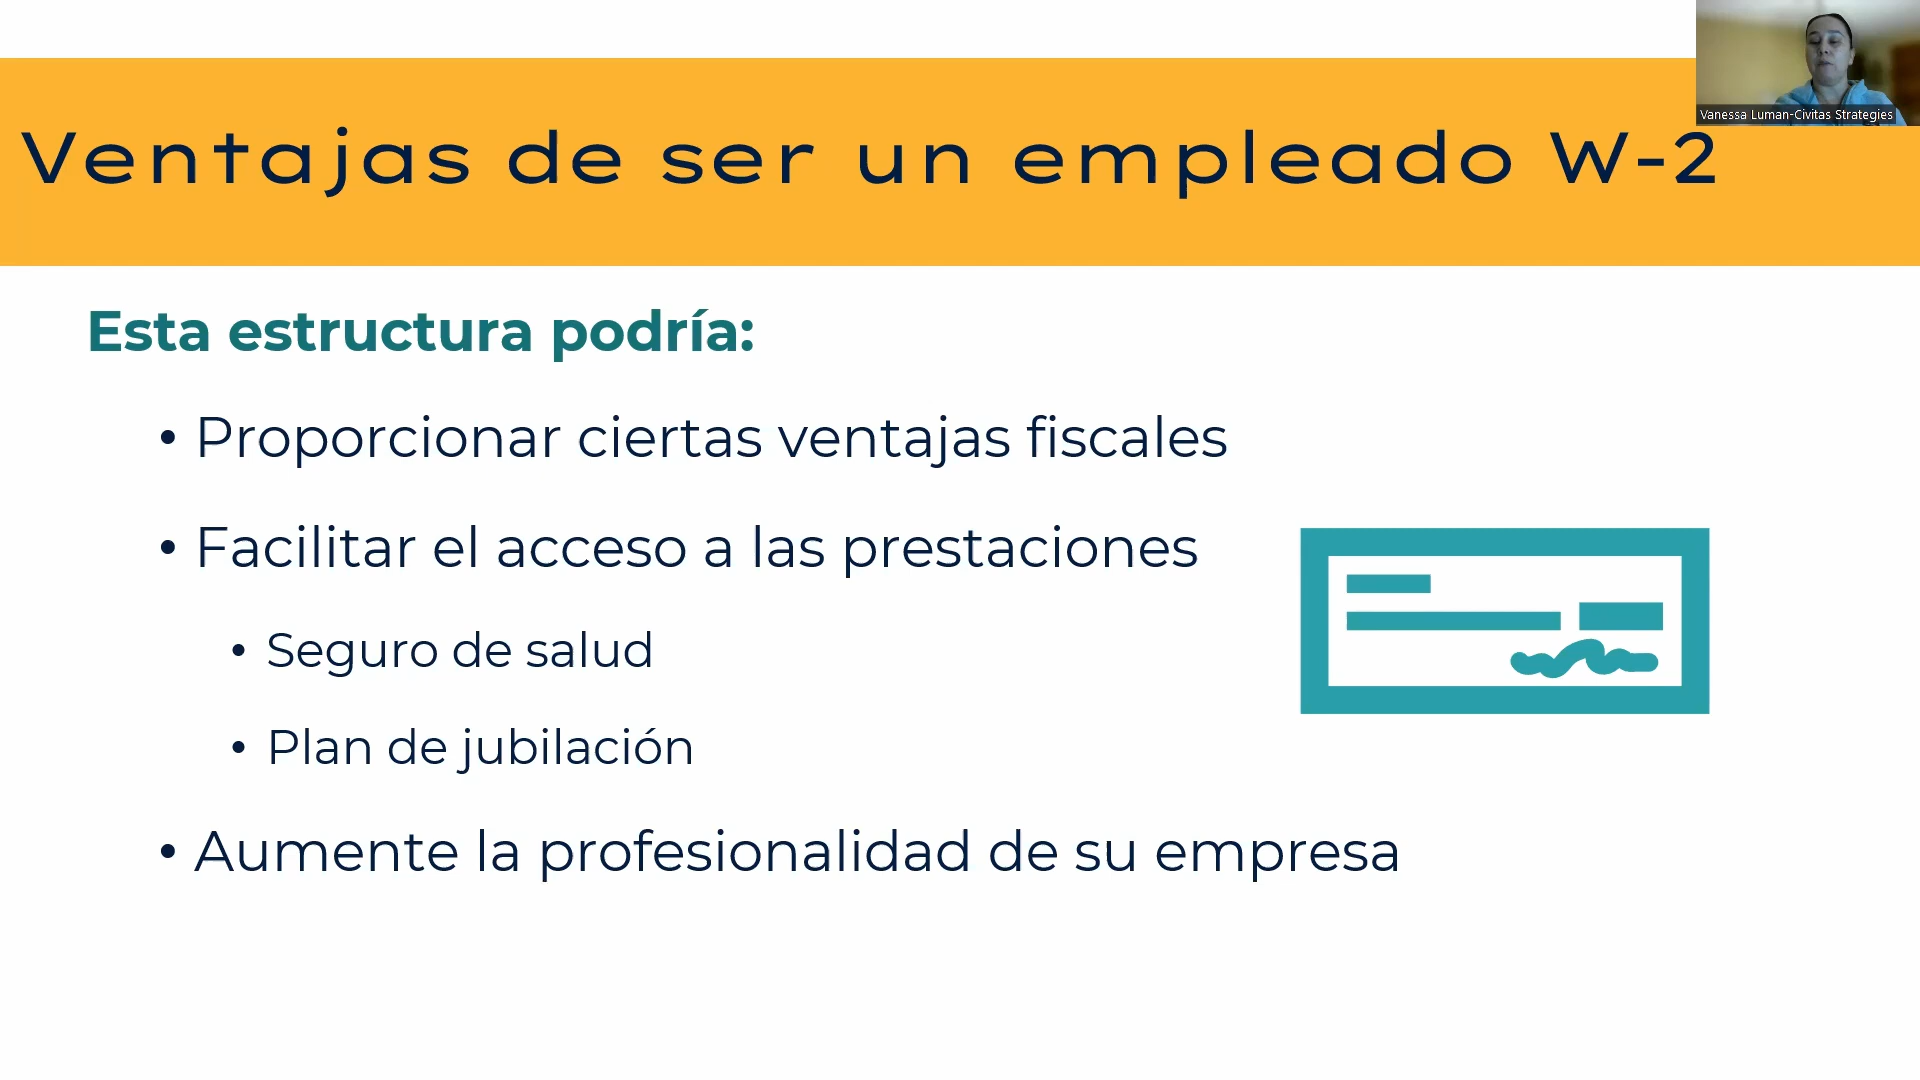 Vanessa Luman-Civitas Strategies
Ventajas de ser un empleado W-2
Esta estructura podría:
• Proporcionar ciertas ventajas fiscales
• Facilitar el acceso a las prestaciones
• Seguro de salud
• Plan de jubilación
• Aumente la profesionalidad de su empresa